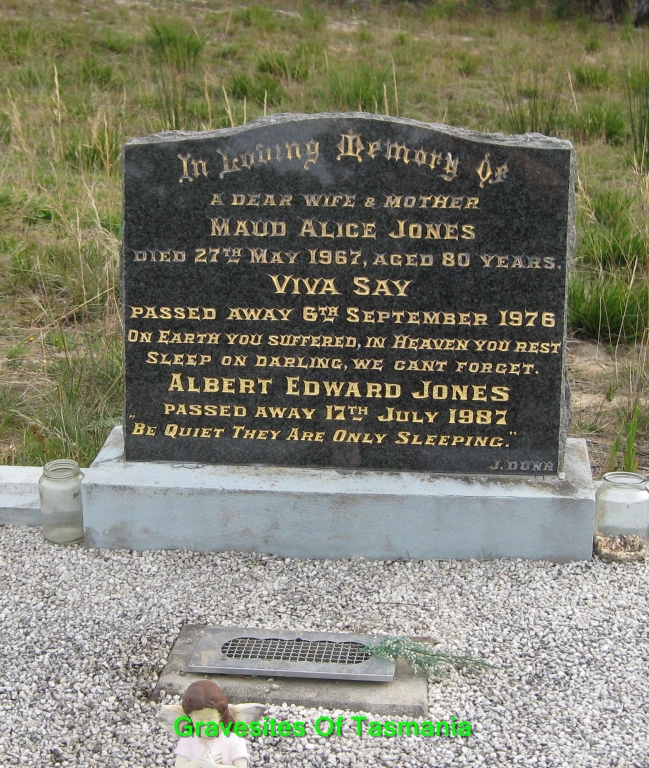 In Loving Memory Of
A DEAR WIFE & MOTHER
MAUD ALICE JONES
DIED 27TH MAY 1967, AGED 80 YEARS.
VIVA SAY
PASSED AWAY 6TH SEPTEMBER 1976
ON EARTH YOU SUFFERED, IN HEAVEN YOU REST
SLEEP ON DARLING, WE CANT FORGET.
ALBERT EDWARD JONES
PASSED AWAY 17TH JULY 1987
"BE QUIET THEY ARE ONLY SLEEPING."
J. DUNN
Gravesites Of Tasmania